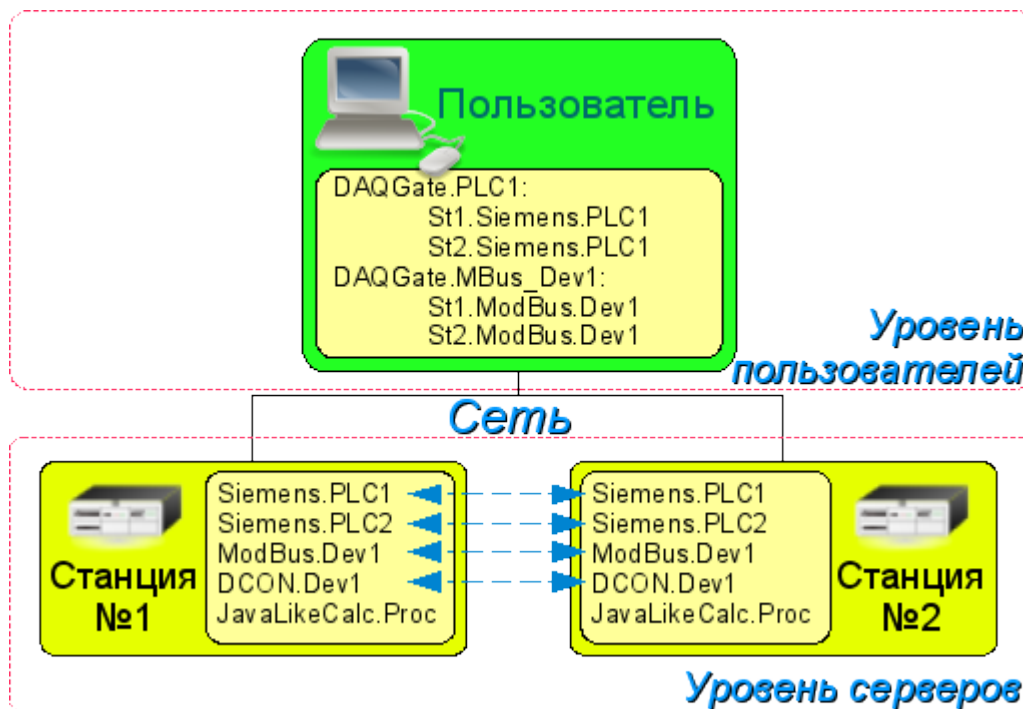 Пользователь
DAQGate.PLC1:
St1.Siemens.PLC1
St2.Siemens.PLC1
DAQGate.MBus_Dev1:
St1.ModBus.Dev1
St2.ModBus.Dev1
Уровень
пользователей
Сеть
Станция
№1
Siemens.PLC1
Siemens.PLC2
ModBus.Dev1
DCON.Dev1
JavaLikeCalc.Proc
Siemens.PLC1
Siemens.PLC2
ModBus.Dev1
DCON.Dev1
JavaLikeCalc.Proc
Станция
№2
Уровень серверов